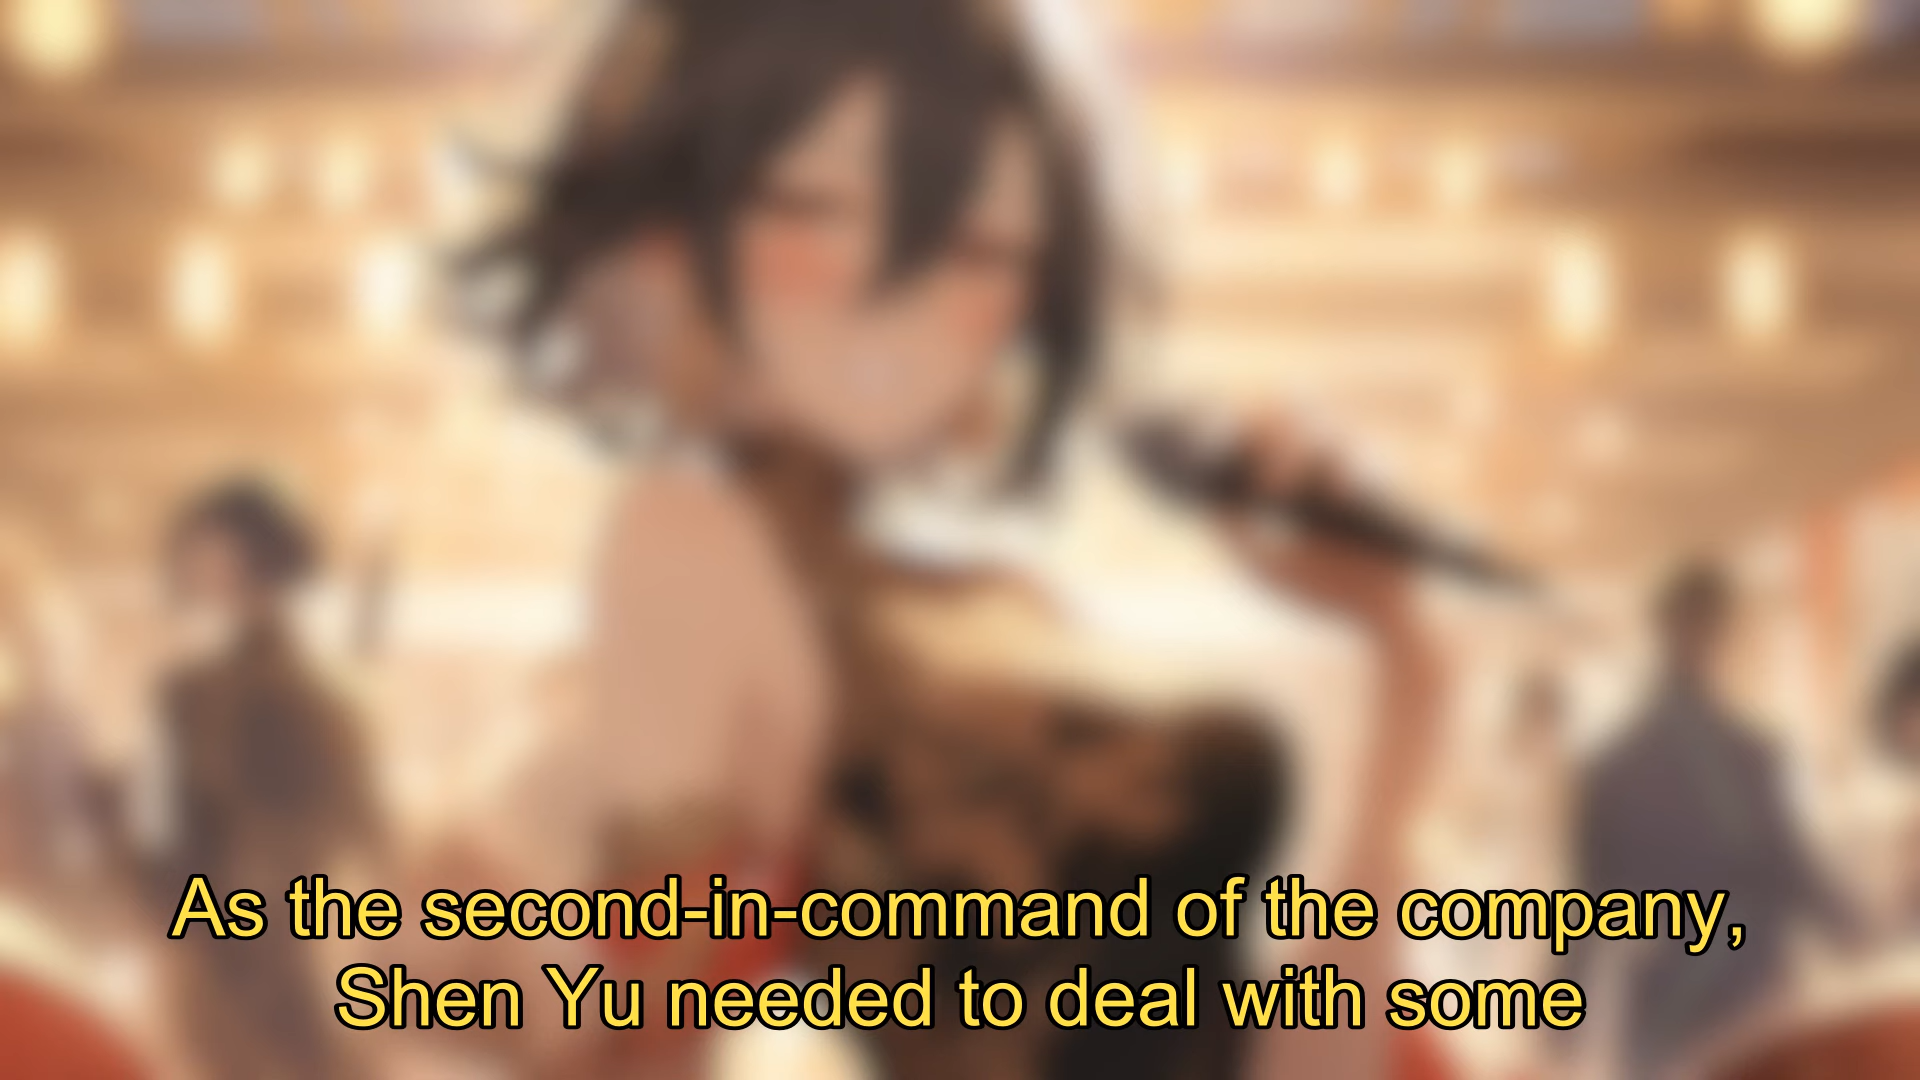 As the second-in-command of the company,
Shen Yu needed to deal with some